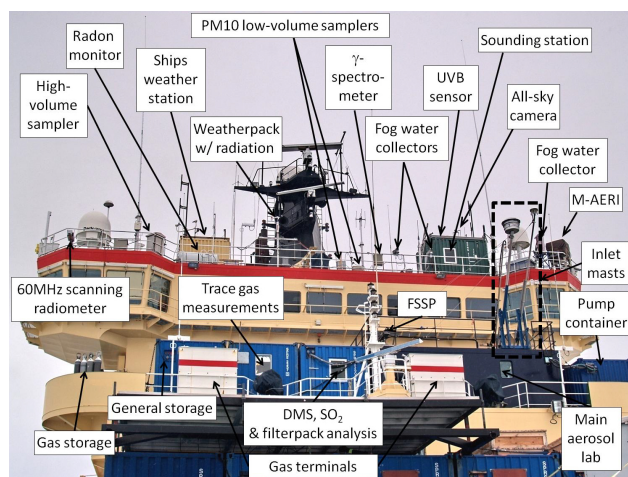 Radon
monitor
Ships
weather
station
PM10 low-volume samplers
γ-
spectro-
meter
Sounding station
UVB
sensor
All-sky
camera
High-
volume
sampler
Weatherpack
w/ radiation
Fog water
collectors
Fog water
collector
M-AERI
60MHz scanning
radiometer
Trace gas
measurements
FSSP
Inlet
masts
Pump
container
Gas storage
General storage
DMS, SO₂
& filterpack analysis
Gas terminals
Main
aerosol
lab